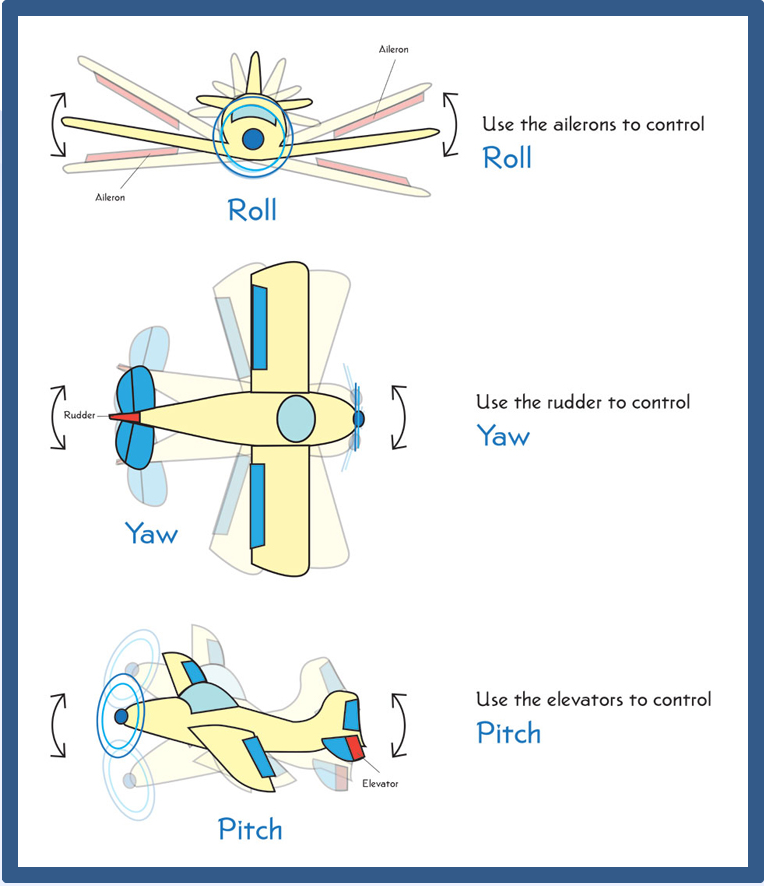 Aileron
Aileron
Roll
Use the ailerons to control
Roll
Rudder
Yaw
Use the rudder to control
Yaw
Elevator
Pitch
Use the elevators to control
Pitch